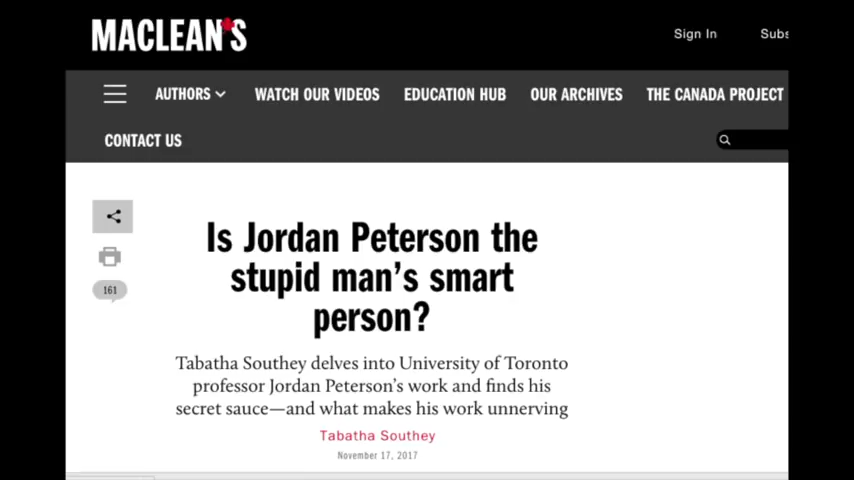 MACLEAN'S
Sign In
Subs
AUTHORS
WATCH OUR VIDEOS
EDUCATION HUB
OUR ARCHIVES
THE CANADA PROJECT
CONTACT US
161
Is Jordan Peterson the
stupid man's smart
person?
Tabatha Southey delves into University of Toronto
professor Jordan Peterson's work and finds his
secret sauce—and what makes his work unnerving
Tabatha Southey
November 17, 2017